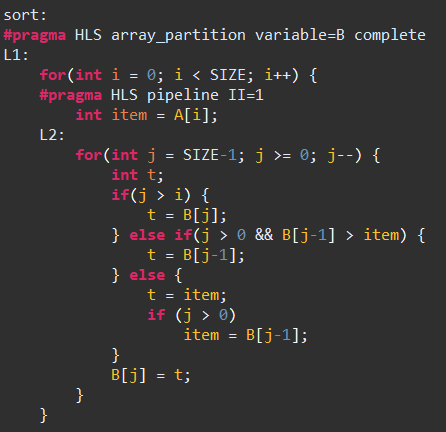 sort:
#pragma HLS array_partition variable=B complete
L1:
    for(int i = 0; i < SIZE; i++) {
    #pragma HLS pipeline II=1
        int item = A[i];
    L2:
        for(int j = SIZE-1; j >= 0; j--) {
            int t;
            if(j > i) {
                t = B[j];
            } else if(j > 0 && B[j-1] > item) {
                t = B[j-1];
            } else {
                t = item;
                if (j > 0)
                    item = B[j-1];
            }
            B[j] = t;
        }
    }